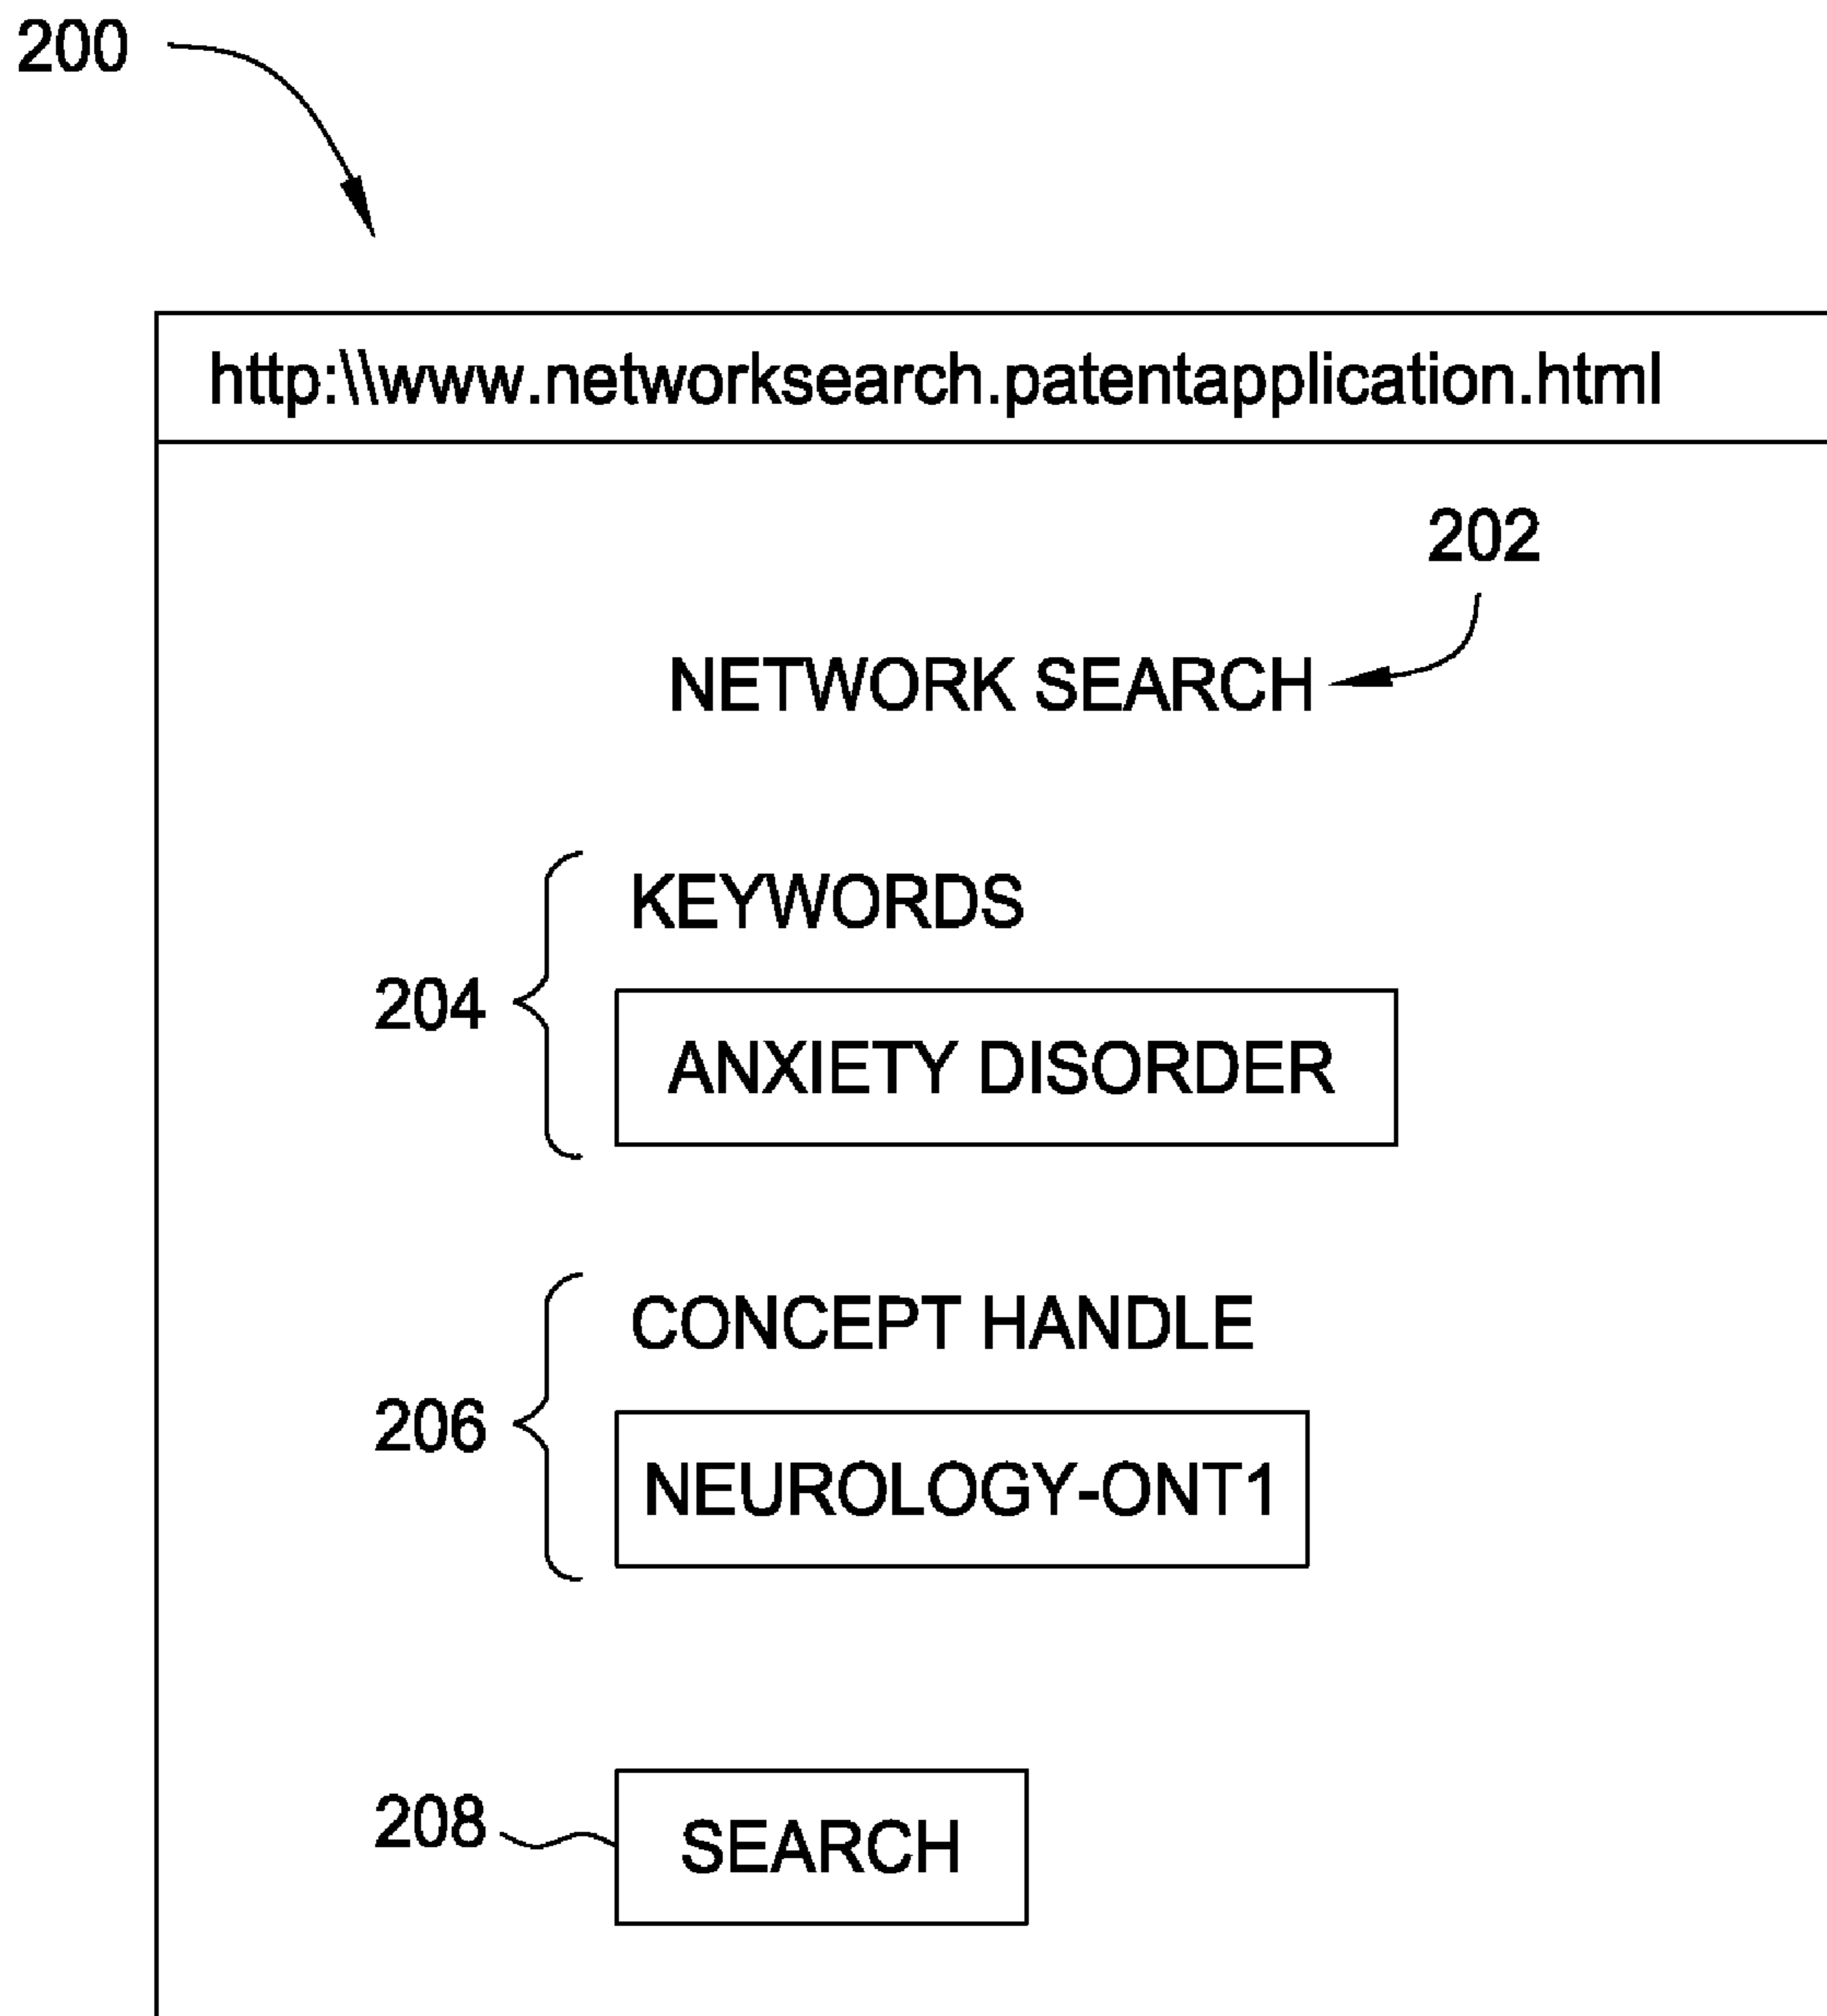 200
http:\\www.networksearch.patentapplication.html
202
NETWORK SEARCH
KEYWORDS
204
ANXIETY DISORDER
CONCEPT HANDLE
206
NEUROLOGY-ONT1
208
SEARCH